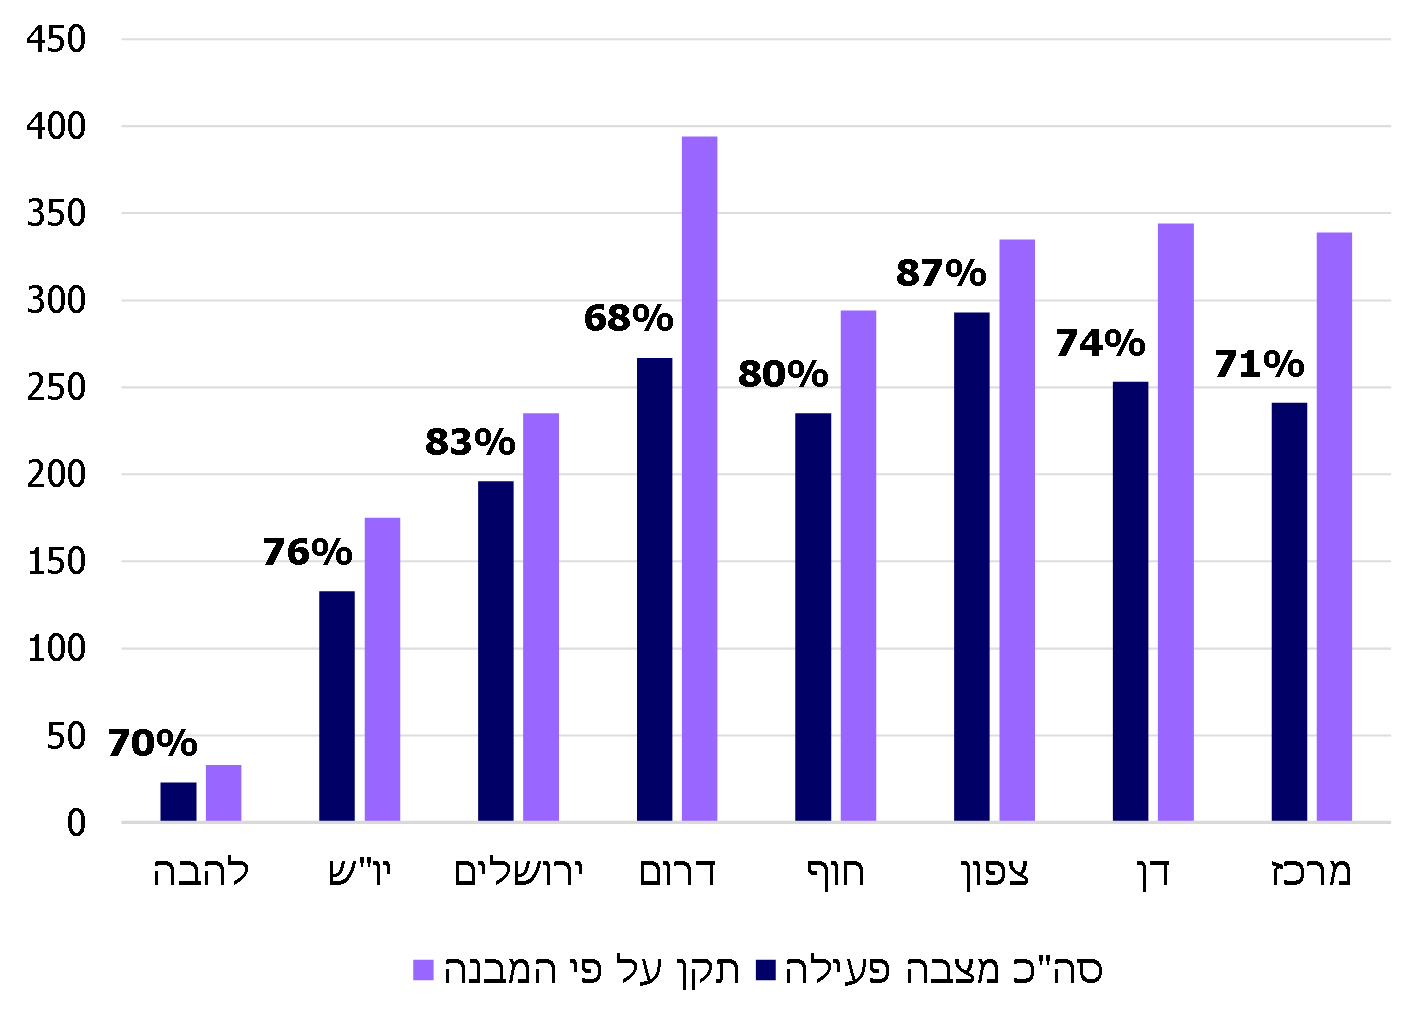 450
400
350
300
250
200
150
100
50
0
70%
76%
83%
68%
80%
87%
74%
71%
להבה
יו"ש
ירושלים
דרום
חוף
צפון
דן
מרכז
סה"כ מצבה פעילה
תקן על פי המבנה